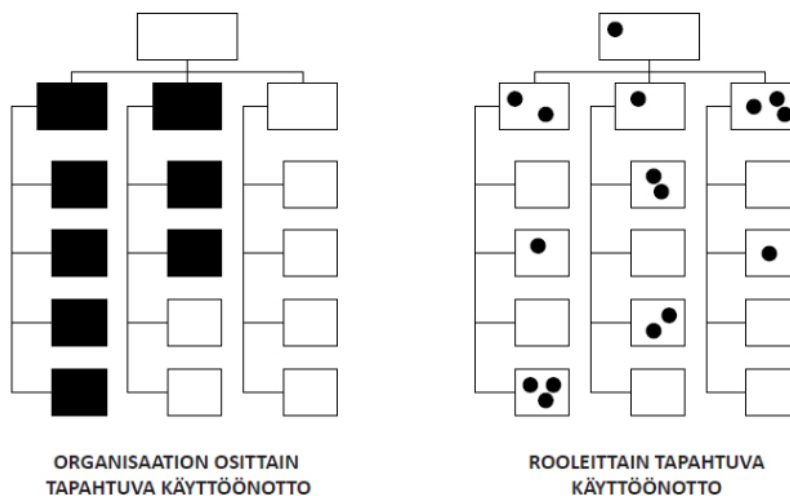 ORGANISAATION OSITTAIN
TAPAHTUVA KÄYTTÖÖNOTTO
ROOLEITTAIN TAPAHTUVA
KÄYTTÖÖNOTTO